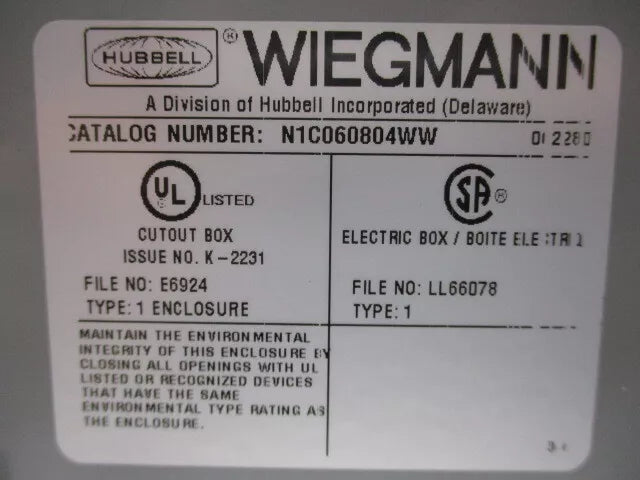 HUBBELL ® WIEGMANN
A Division of Hubbell Incorporated (Delaware)
CATALOG NUMBER: N1C060804WW
UL LISTED
CUTOUT BOX
ISSUE NO. K-2231
FILE NO: E6924
TYPE: 1 ENCLOSURE
MAINTAIN THE ENVIRONMENTAL
INTEGRITY OF THIS ENCLOSURE BY
CLOSING ALL OPENINGS WITH UL
LISTED OR RECOGNIZED DEVICES
THAT HAVE THE SAME
ENVIRONMENTAL TYPE RATING AS
THE ENCLOSURE.
SA ®
ELECTRIC BOX / BOITE
FILE NO: LL66078
TYPE: 1